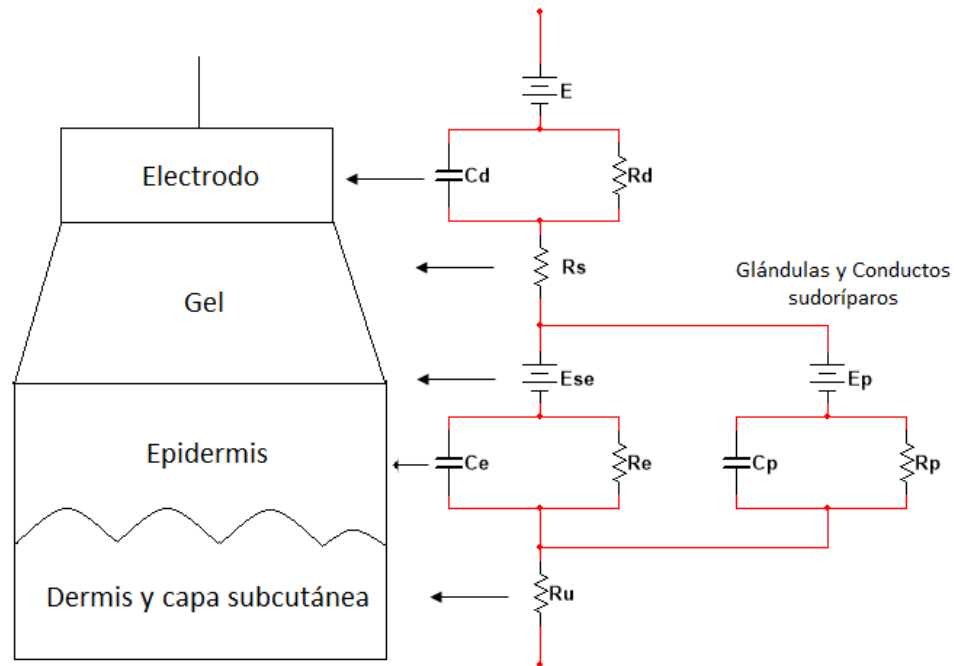 E
Electrodo
Cd
Rd
Rs
Glándulas y Conductos
sudoríparos
Gel
Ese
Ep
Epidermis
Ce
Re
Cp
Rp
Dermis y capa subcutánea
Ru